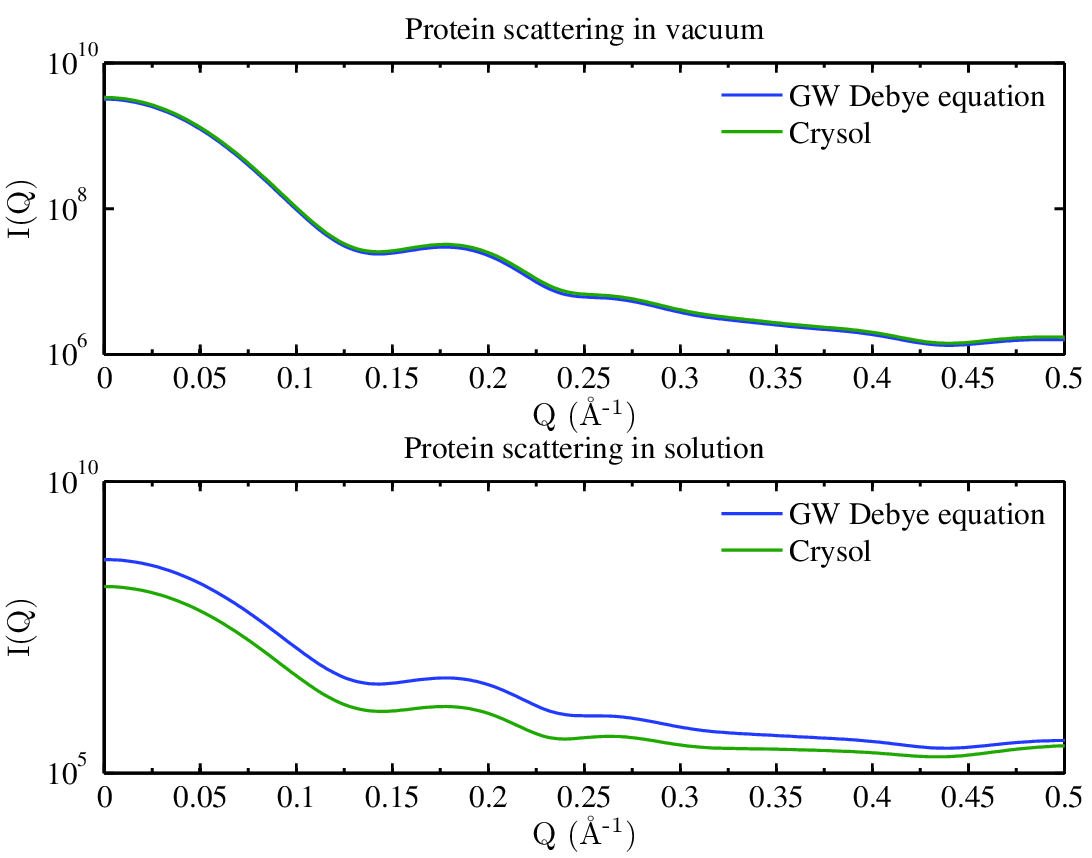 Protein scattering in vacuum
10^10
GW Debye equation
Crysol
I(Q)
10^8
10^6
0 0.05 0.1 0.15 0.2 0.25 0.3 0.35 0.4 0.45 0.5
Q (Å^-1)
Protein scattering in solution
10^10
GW Debye equation
Crysol
I(Q)
10^5
0 0.05 0.1 0.15 0.2 0.25 0.3 0.35 0.4 0.45 0.5
Q (Å^-1)